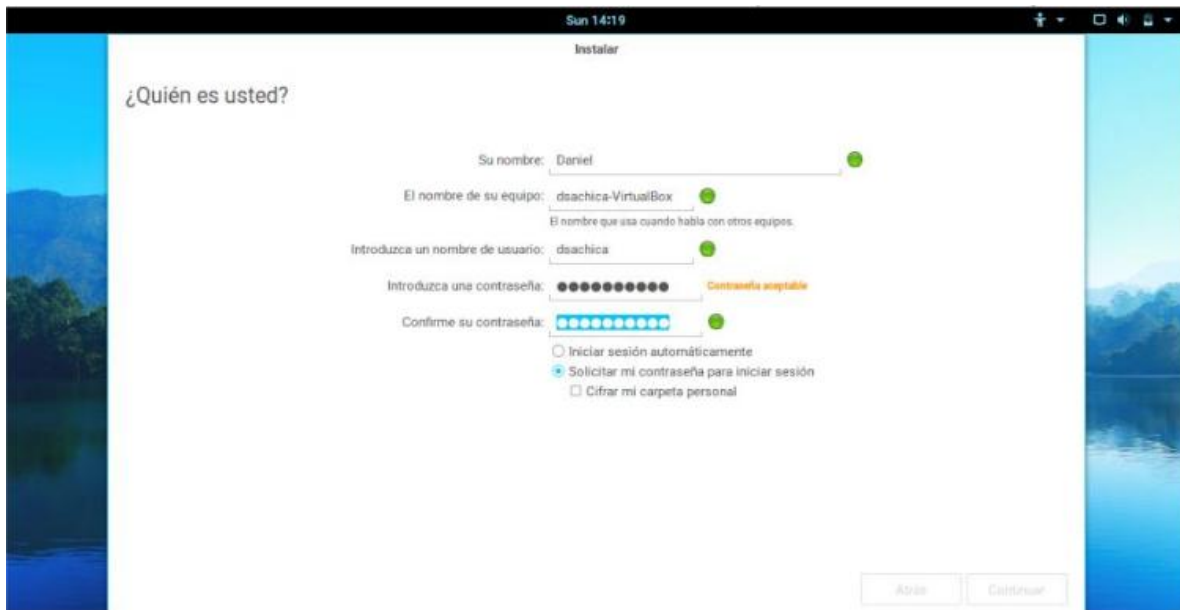 Sun 14:19
Instalar
¿Quién es usted?
Su nombre: Daniel
El nombre de su equipo: dsachica-VirtualBox
El nombre que usa cuando habla con otros equipos.
Introduzca un nombre de usuario: dsachica
Introduzca una contraseña: ●●●●●●●●●● Contraseña aceptable
Confirme su contraseña: ●●●●●●●●●●
Iniciar sesión automáticamente
Solicitar mi contraseña para iniciar sesión
Cifrar mi carpeta personal
Atrás Continuar